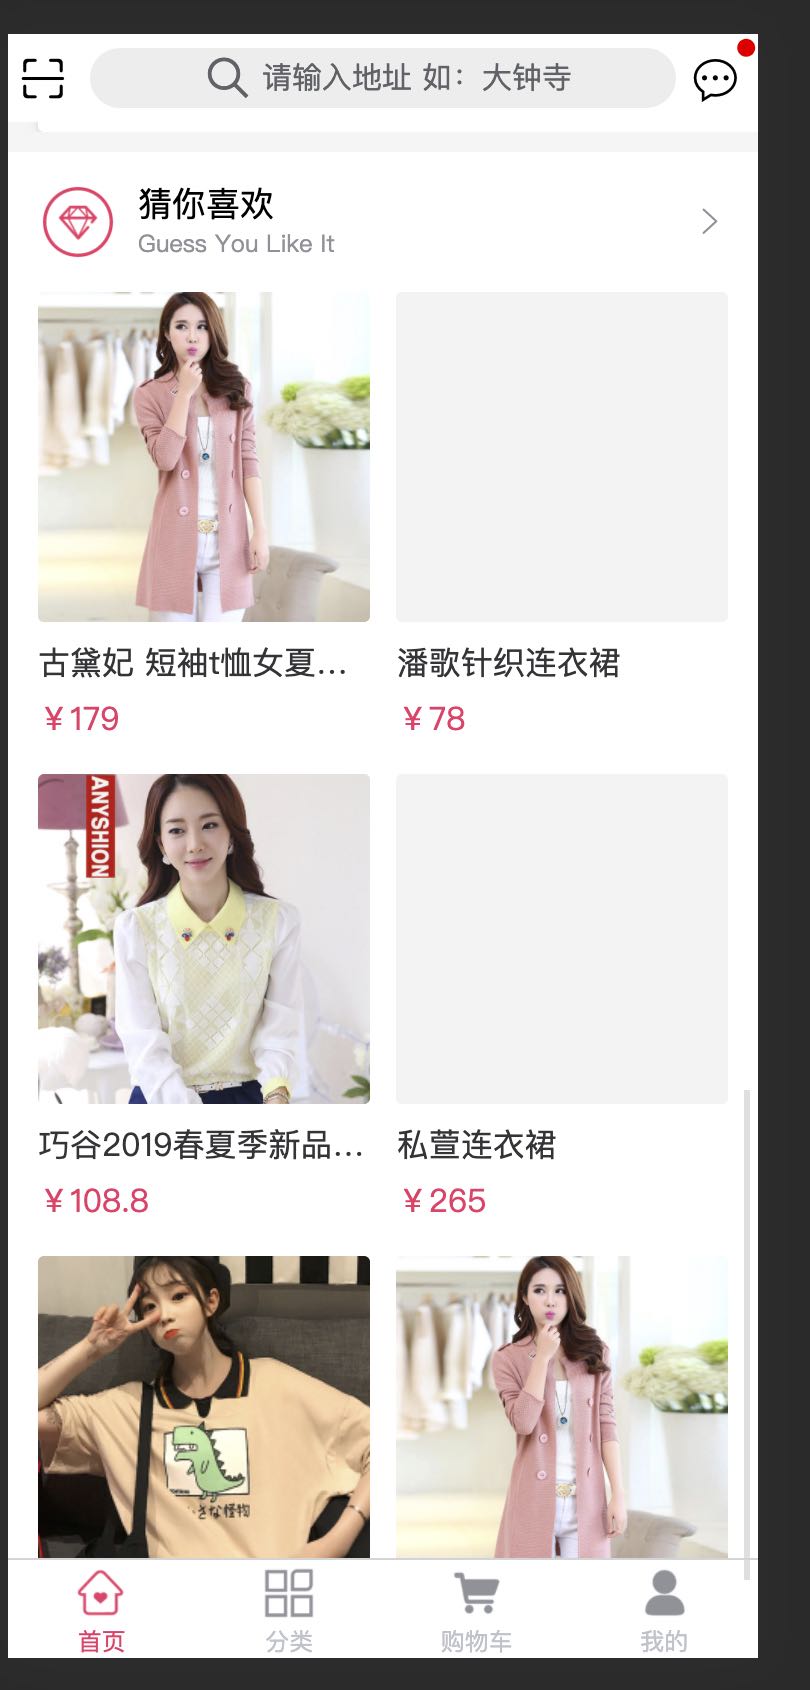 请输入地址 如：大钟寺
猜你喜欢
Guess You Like It
古黛妃 短袖t恤女夏...
潘歌针织连衣裙
¥179
¥78
ANYSHION
巧谷2019春夏季新品...
私萱连衣裙
¥108.8
¥265
さな怪物
首页
分类
购物车
我的